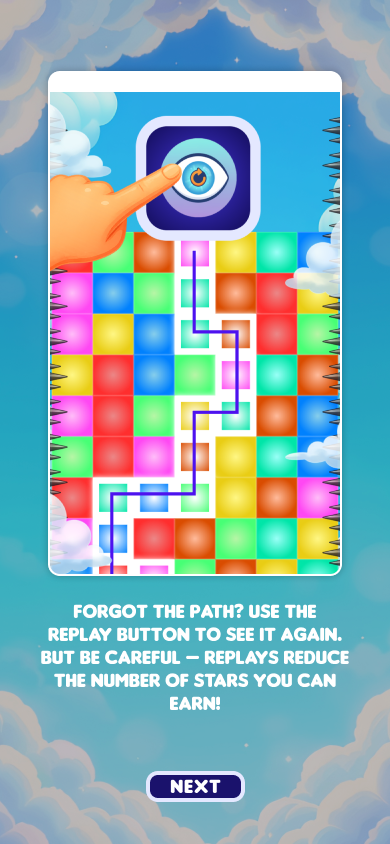 FORGOT THE PATH? USE THE
REPLAY BUTTON TO SEE IT AGAIN.
BUT BE CAREFUL – REPLAYS REDUCE
THE NUMBER OF STARS YOU CAN
EARN!
NEXT